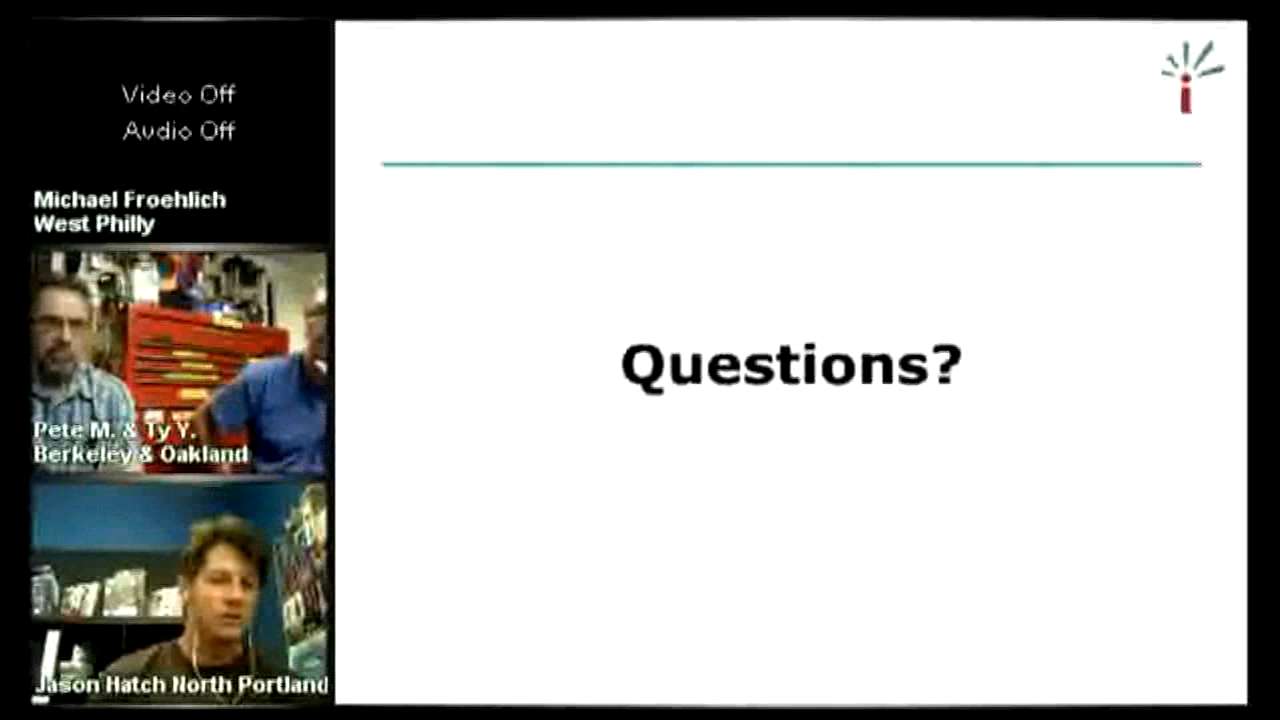 Video Off
Audio Off
Michael Froehlich
West Philly
Pete M. & Ty Y.
Berkeley & Oakland
Jason Hatch North Portland
Questions?